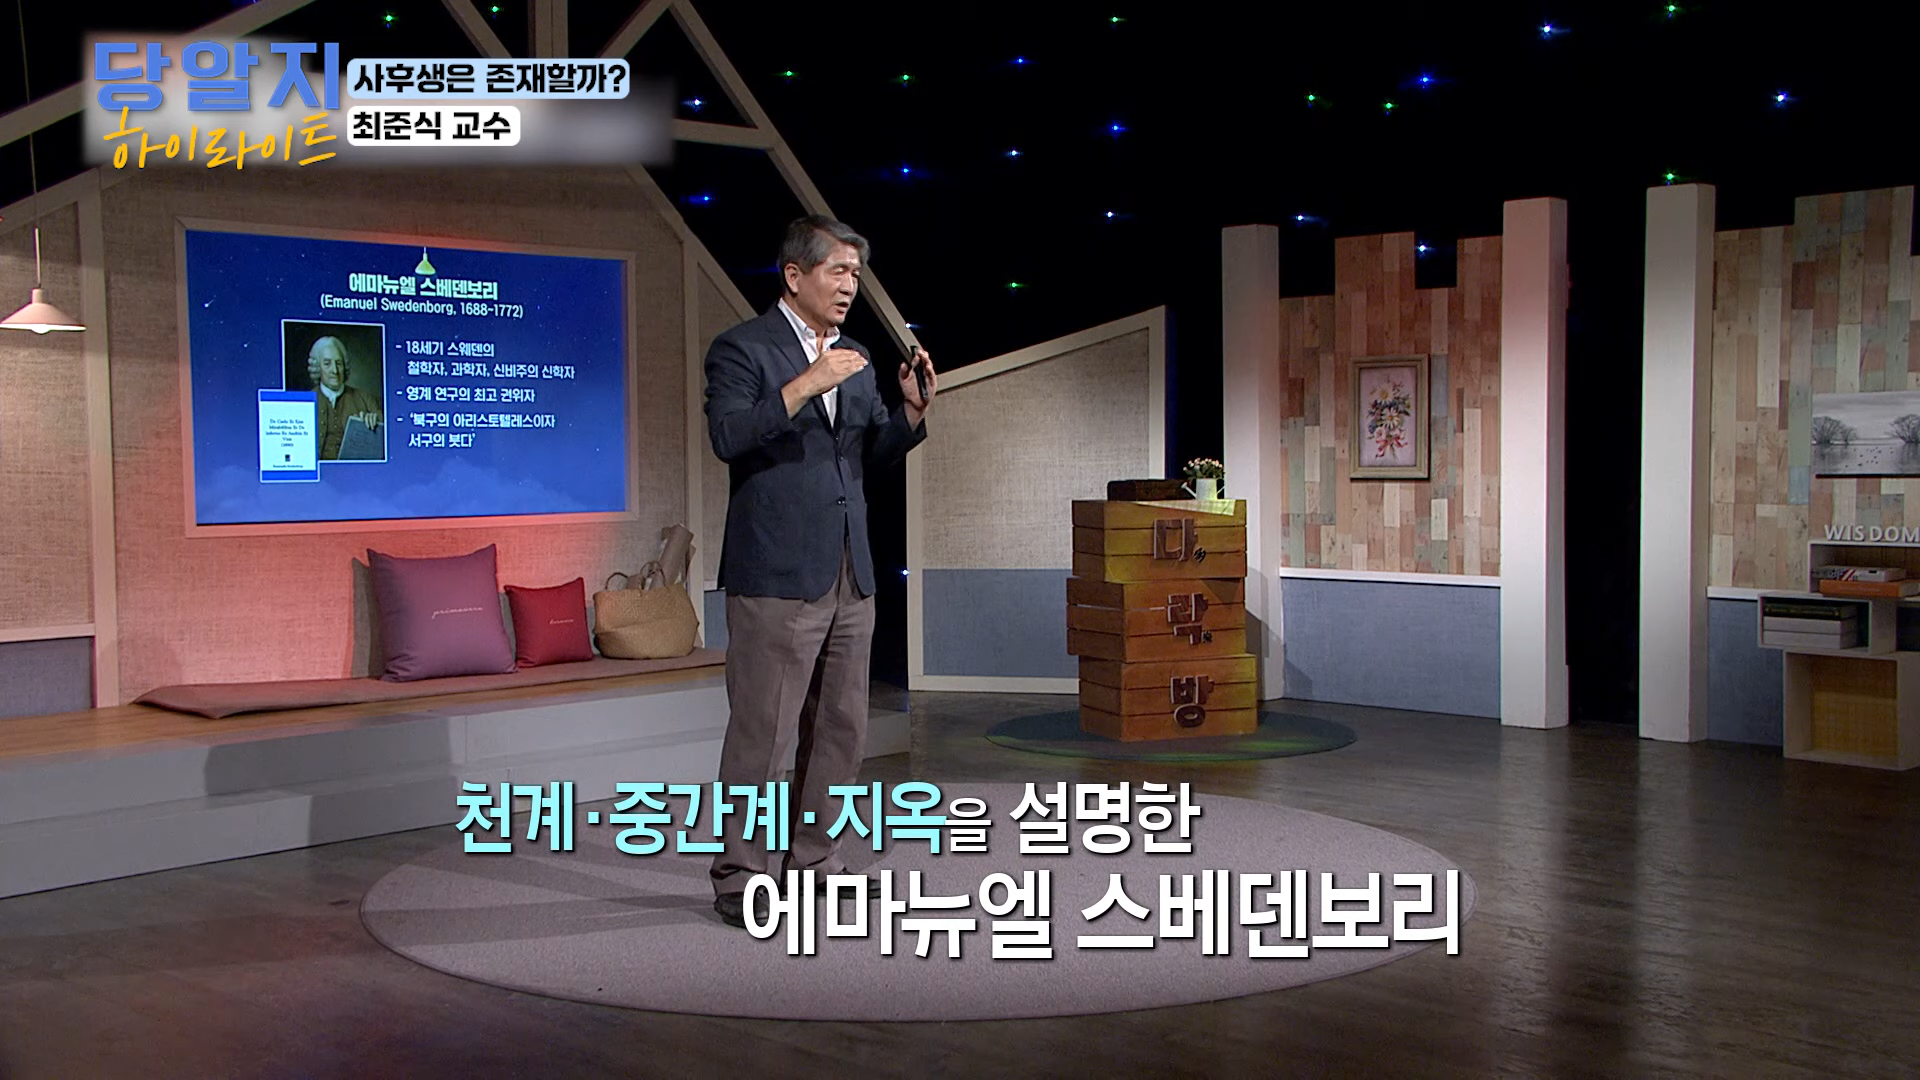 당알지
하이라이트
사후생은 존재할까?
최준식 교수
에마뉴엘 스베덴보리
(Emanuel Swedenborg, 1688-1772)
- 18세기 스웨덴의
철학자, 과학자, 신비주의 신학자
- 영계 연구의 최고 권위자
- '북구의 아리스토텔레스이자
서구의 붓다'
다
락
방
WISDOM
천계·중간계·지옥을 설명한
에마뉴엘 스베덴보리